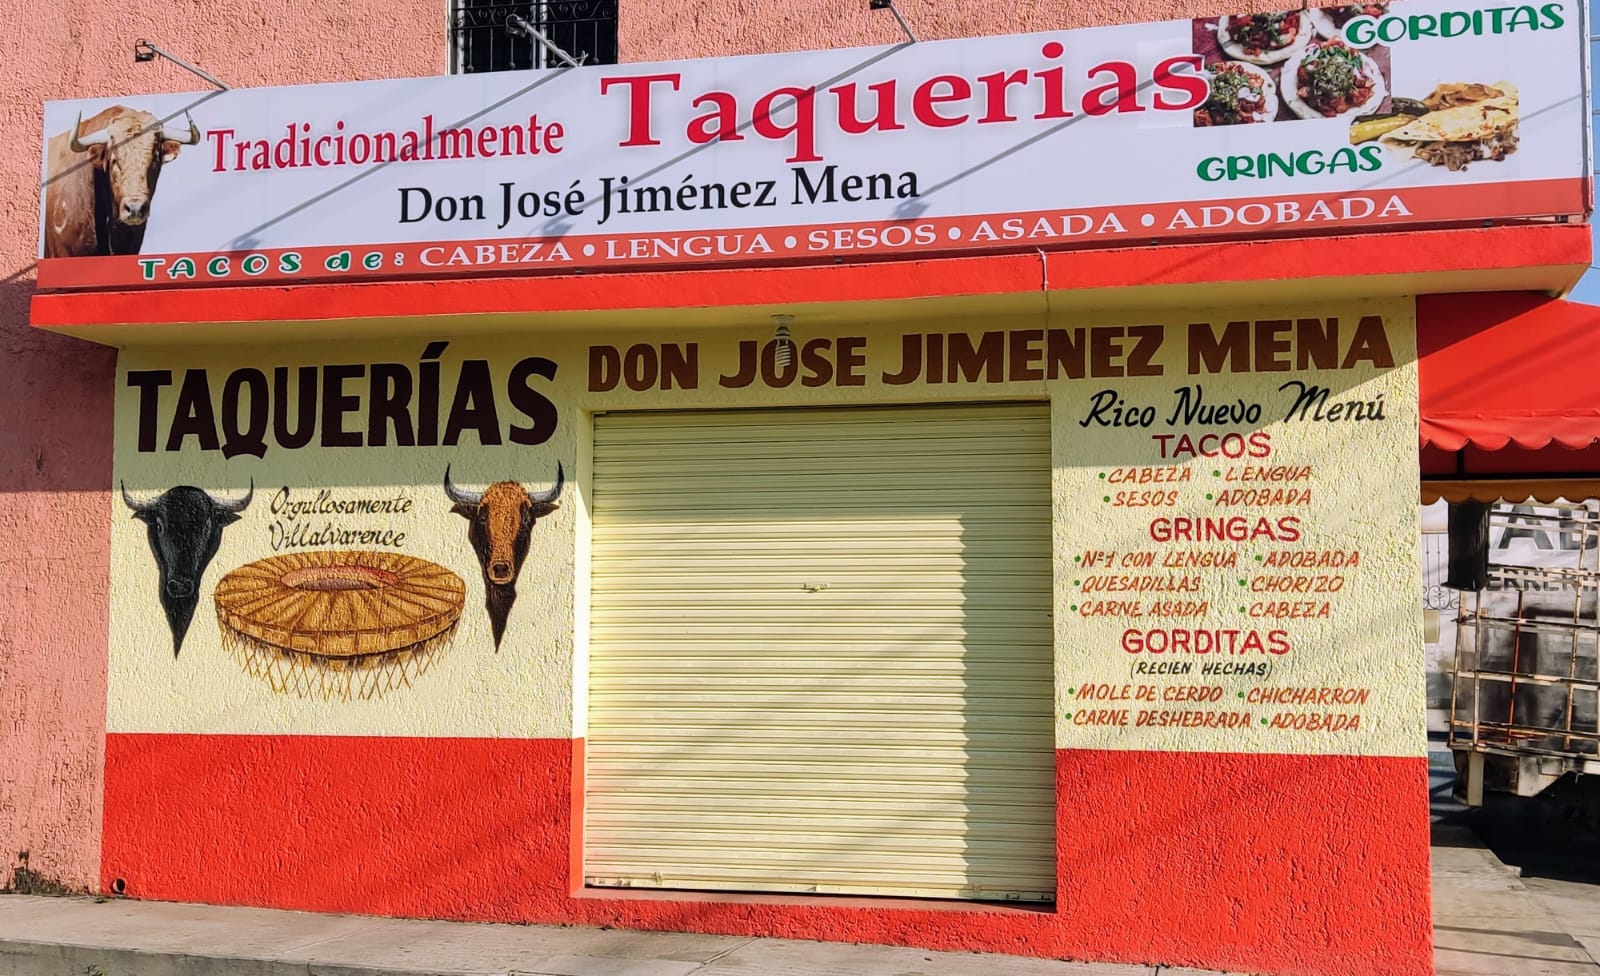 GORDITAS
Tradicionalmente Taquerias
GRINGAS
Don José Jiménez Mena
TACOS de: CABEZA • LENGUA • SESOS • ASADA • ADOBADA
TAQUERÍAS
DON JOSE JIMENEZ MENA
Orgullosamente
Villalvarence
Rico Nuevo Menú
TACOS
• CABEZA • LENGUA
• SESOS • ADOBADA
GRINGAS
• Nº1 CON LENGUA • ADOBADA
• QUESADILLAS • CHORIZO
• CARNE ASADA • CABEZA
GORDITAS
(RECIEN HECHAS)
• MOLE DE CERDO • CHICHARRON
• CARNE DESHEBRADA • ADOBADA